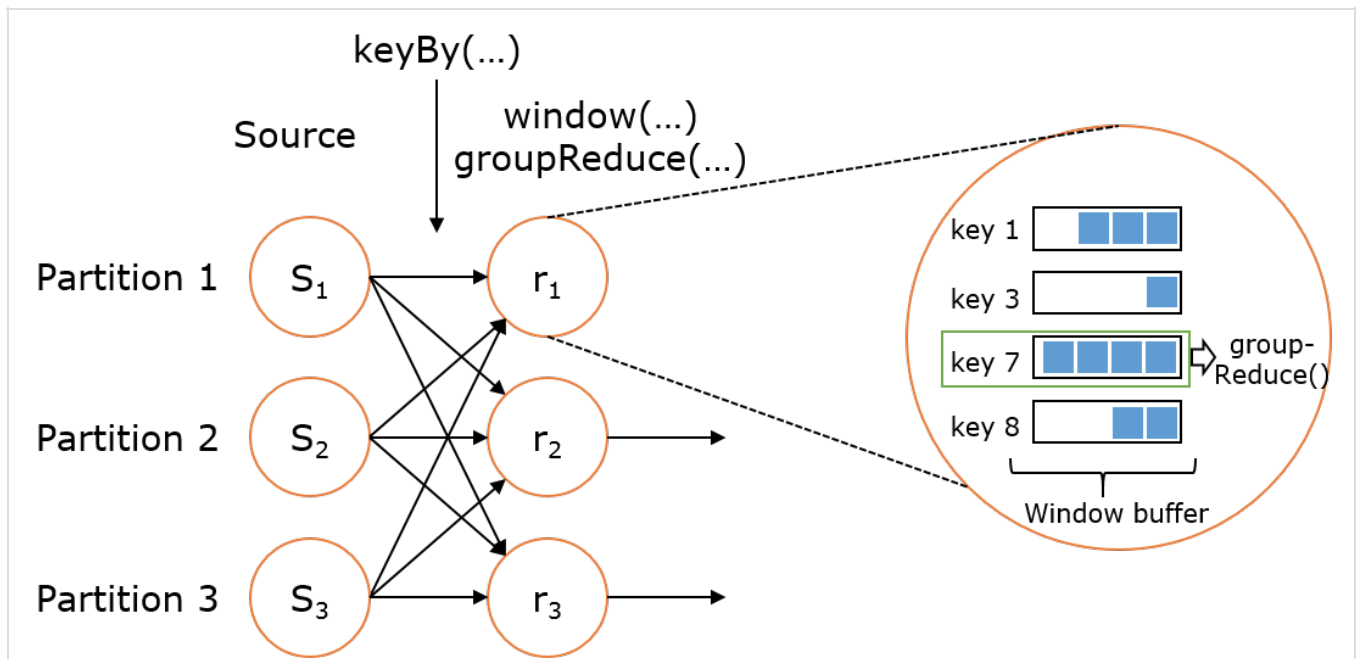 keyBy(…)
Source
window(…)
groupReduce(…)
Partition 1
S₁
r₁
Partition 2
S₂
r₂
Partition 3
S₃
r₃
key 1
key 3
key 7
group-
Reduce()
key 8
Window buffer